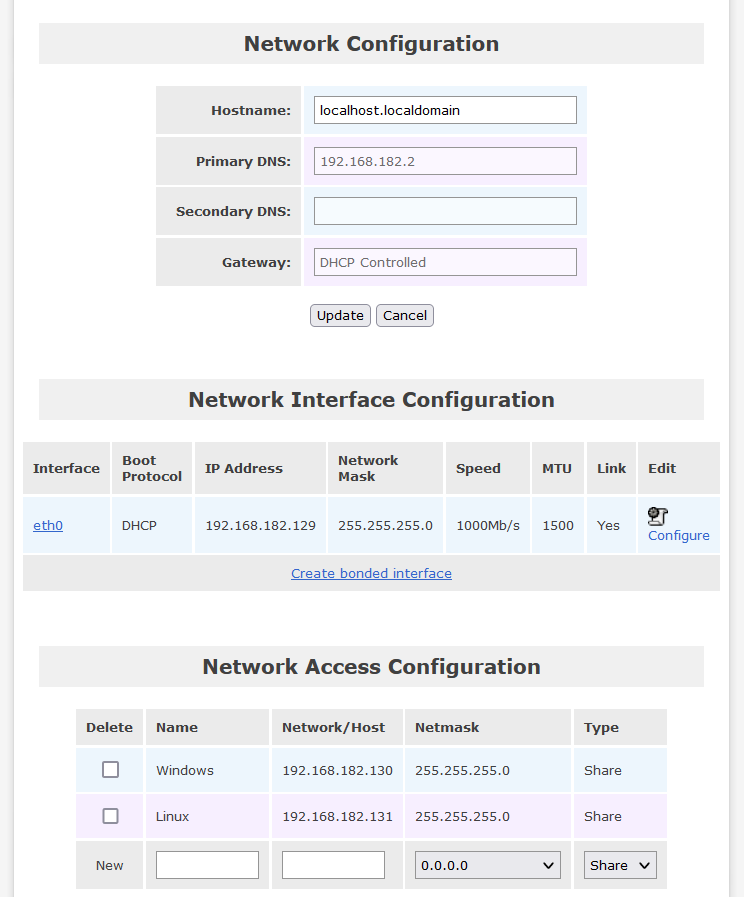 Network Configuration
Hostname: localhost.localdomain
Primary DNS: 192.168.182.2
Secondary DNS:
Gateway: DHCP Controlled
Update Cancel
Network Interface Configuration
Interface Boot Protocol IP Address Network Mask Speed MTU Link Edit
eth0 DHCP 192.168.182.129 255.255.255.0 1000Mb/s 1500 Yes Configure
Create bonded interface
Network Access Configuration
Delete Name Network/Host Netmask Type
Windows 192.168.182.130 255.255.255.0 Share
Linux 192.168.182.131 255.255.255.0 Share
New 0.0.0.0 Share